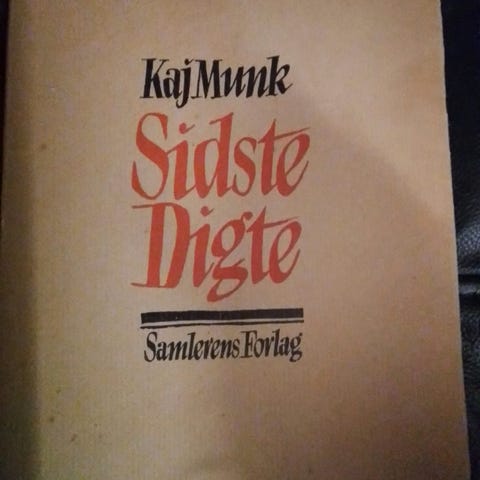 Kaj Munk
Sidste
Digte
Samlerens Forlag